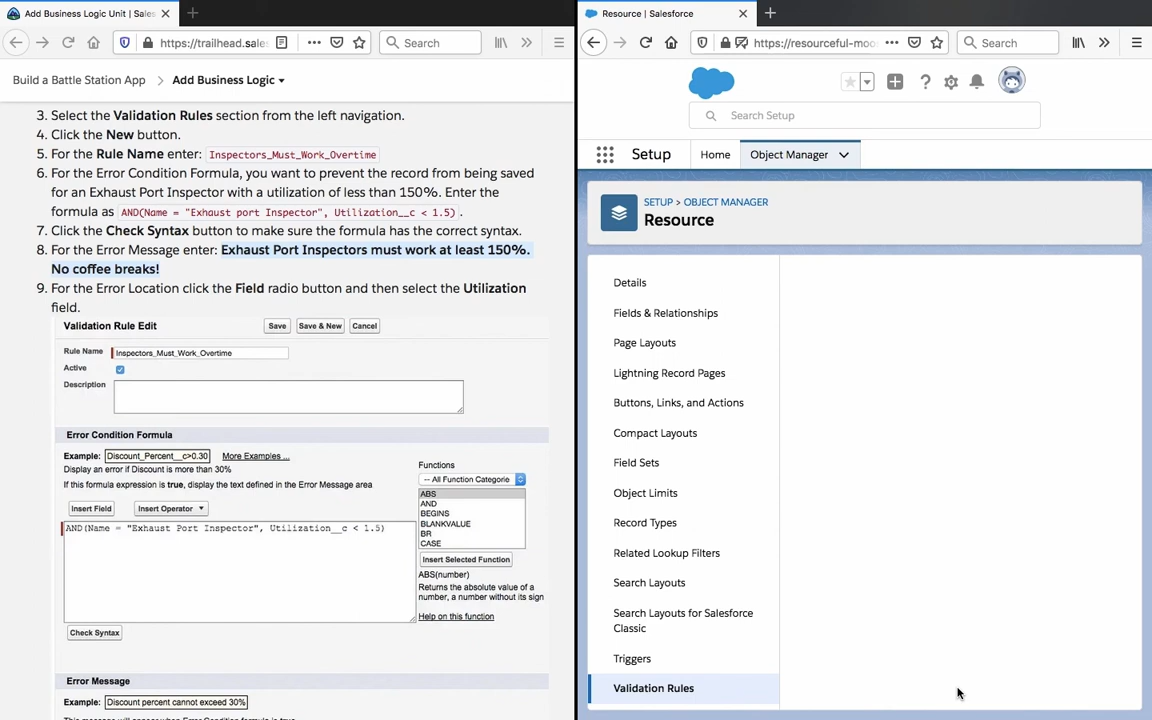 Add Business Logic Unit | Sales
https://trailhead.sales
Search
Build a Battle Station App > Add Business Logic
3. Select the Validation Rules section from the left navigation.
4. Click the New button.
5. For the Rule Name enter: Inspectors_Must_Work_Overtime
6. For the Error Condition Formula, you want to prevent the record from being saved
for an Exhaust Port Inspector with a utilization of less than 150%. Enter the
formula as AND(Name = "Exhaust port Inspector", Utilization__c < 1.5) .
7. Click the Check Syntax button to make sure the formula has the correct syntax.
8. For the Error Message enter: Exhaust Port Inspectors must work at least 150%.
No coffee breaks!
9. For the Error Location click the Field radio button and then select the Utilization
field.
Validation Rule Edit Save Save & New Cancel
Rule Name Inspectors_Must_Work_Overtime
Active
Description
Error Condition Formula
Example: Discount_Percent__c>0.30 More Examples ...
Display an error if Discount is more than 30%
If this formula expression is true, display the text defined in the Error Message area
Insert Field Insert Operator
AND(Name = "Exhaust Port Inspector", Utilization__c < 1.5)
Check Syntax
Functions
-- All Function Categorie
ABS
AND
BEGINS
BLANKVALUE
BR
CASE
Insert Selected Function
ABS(number)
Returns the absolute value of a
number, a number without its sign
Help on this function
Error Message
Example: Discount percent cannot exceed 30%
This message will appear when Error Condition formula is true
Resource | Salesforce
https://resourceful-moo
Search
Search Setup
Setup Home Object Manager
SETUP > OBJECT MANAGER
Resource
Details
Fields & Relationships
Page Layouts
Lightning Record Pages
Buttons, Links, and Actions
Compact Layouts
Field Sets
Object Limits
Record Types
Related Lookup Filters
Search Layouts
Search Layouts for Salesforce
Classic
Triggers
Validation Rules